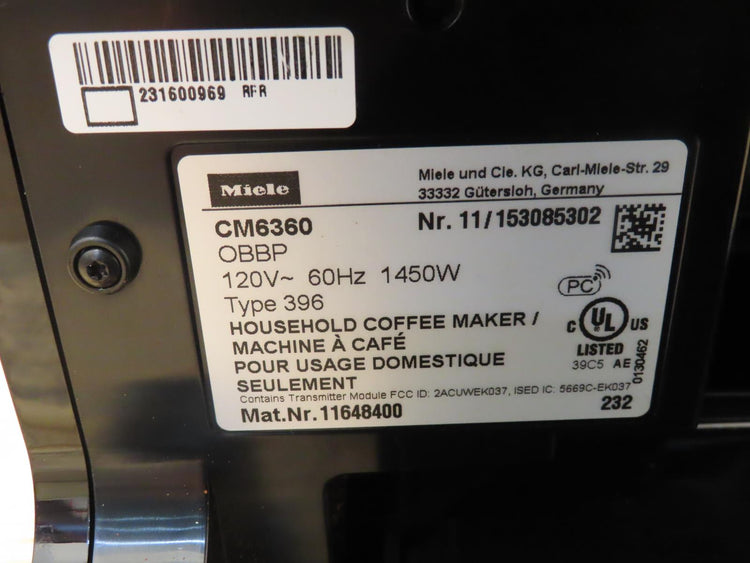 231600969 RFR
Miele
Miele und Cie. KG, Carl-Miele-Str. 29
33332 Gütersloh, Germany
CM6360
Nr. 11/153085302
OBBP
120V~ 60Hz 1450W
Type 396
HOUSEHOLD COFFEE MAKER /
MACHINE À CAFÉ
POUR USAGE DOMESTIQUE
SEULEMENT
PC
C UL US
®
LISTED
39C5 AE
0130462
Contains Transmitter Module FCC ID: 2ACUWEK037, ISED IC: 5669C-EK037
Mat.Nr.11648400
232